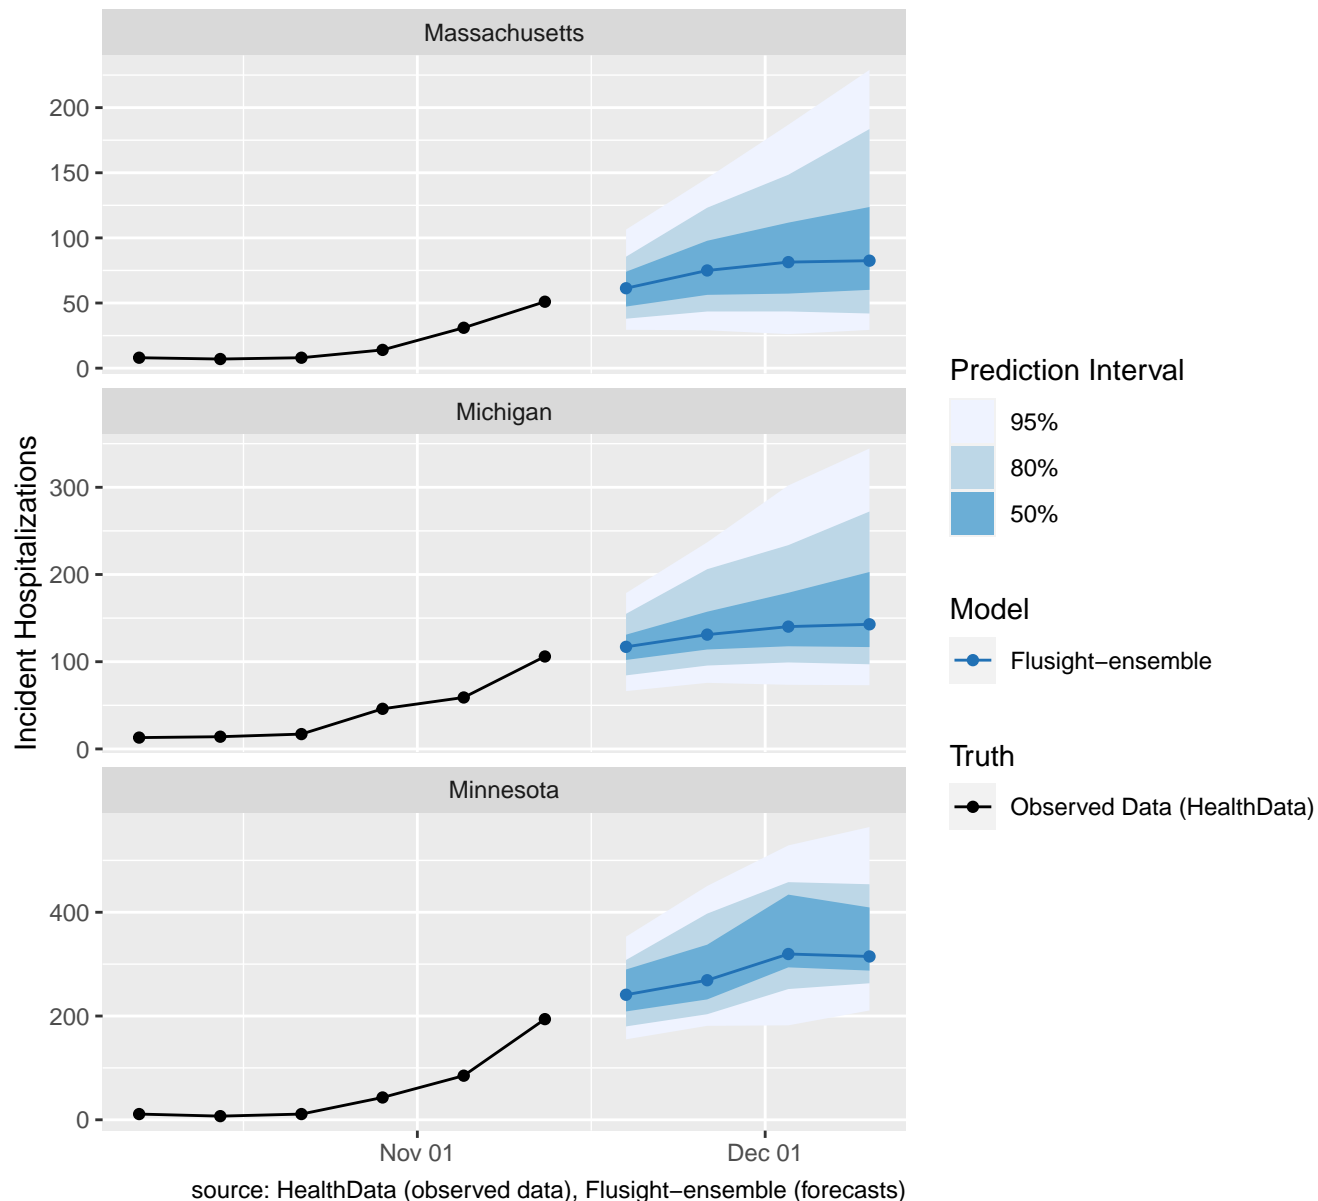 Massachusetts
200
150
100
50
0
Michigan
300
200
100
0
Minnesota
400
200
0
Incident Hospitalizations
Nov 01
Dec 01
source: HealthData (observed data), Flusight−ensemble (forecasts)
Prediction Interval
95%
80%
50%
Model
Flusight−ensemble
Truth
Observed Data (HealthData)